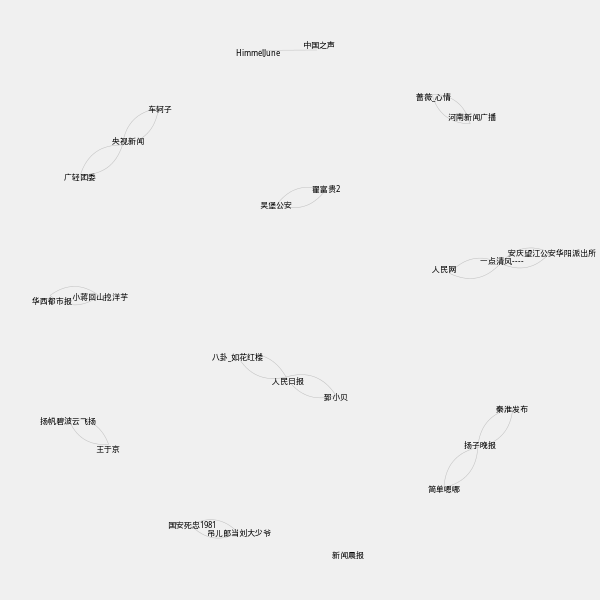 中国之声
HimmelJune
蔷薇_心情
车轲子
河南新闻广播
央视新闻
广轻团委
翟富贵2
吴堡公安
安庆望江公安华阳派出所
一点清风----
人民网
小蒋回山挖洋芋
华西都市报
八卦_如花红楼
人民日报
郅小贝
秦淮发布
扬帆碧波云飞扬
扬子晚报
王于京
简单嗯哪
国安死忠1981
吊儿郎当刘大少爷
新闻晨报